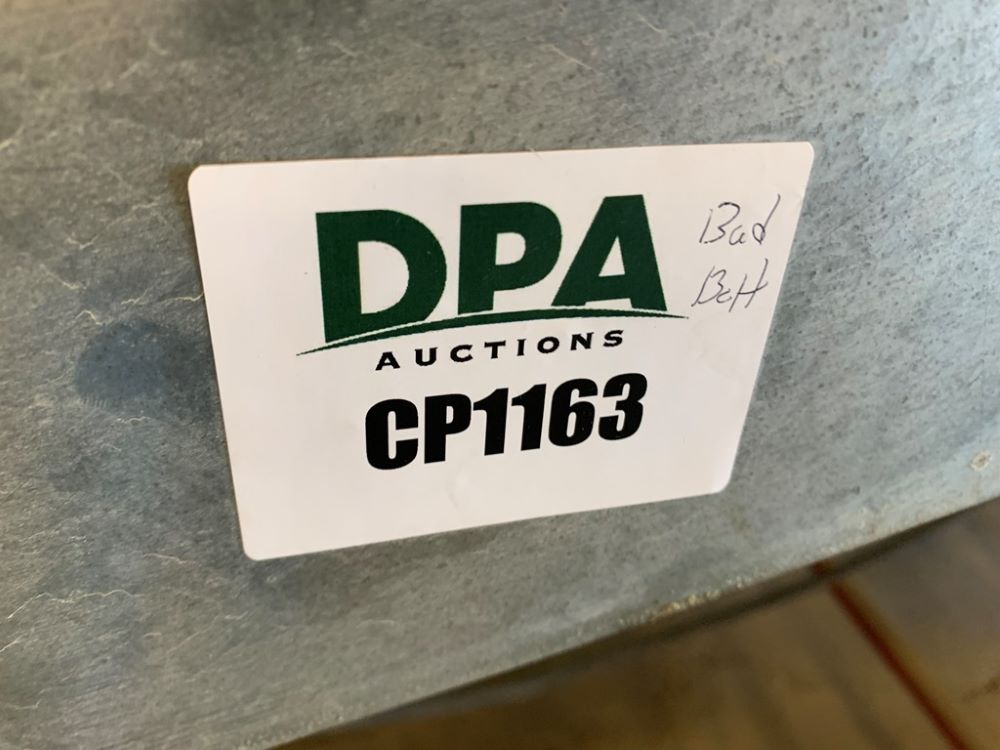 DPA
AUCTIONS
CP1163
Bad
Belt